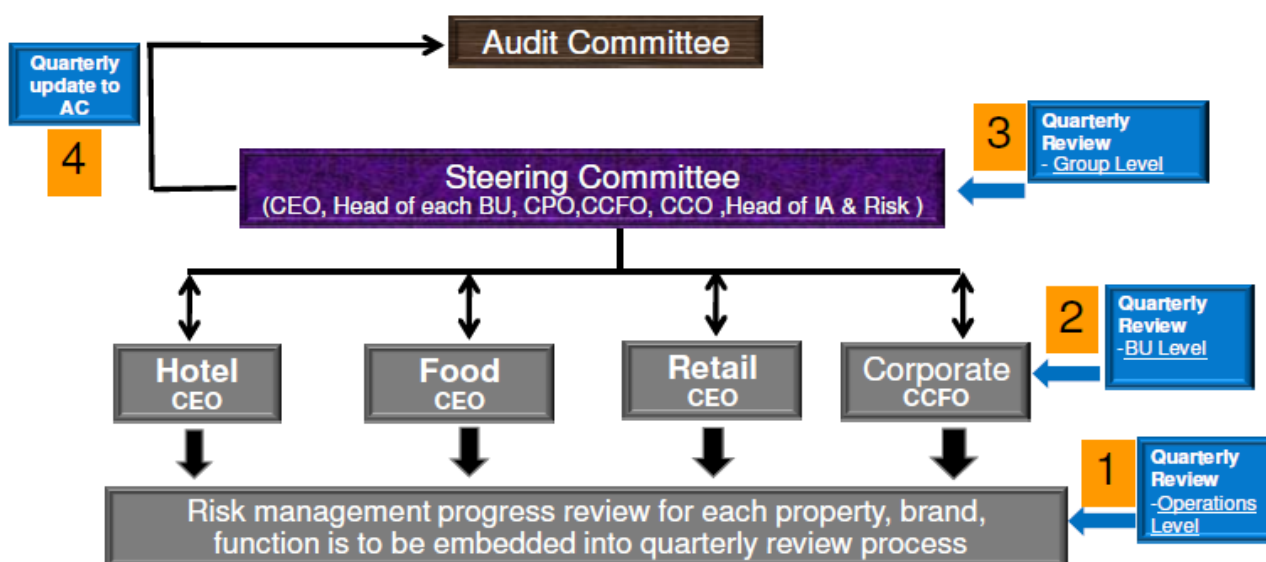 Audit Committee
Quarterly
update to
AC
4
3
Quarterly
Review
- Group Level
Steering Committee
(CEO, Head of each BU, CPO,CCFO, CCO ,Head of IA & Risk )
2
Quarterly
Review
-BU Level
Hotel
CEO
Food
CEO
Retail
CEO
Corporate
CCFO
1
Quarterly
Review
-Operations
Level
Risk management progress review for each property, brand,
function is to be embedded into quarterly review process